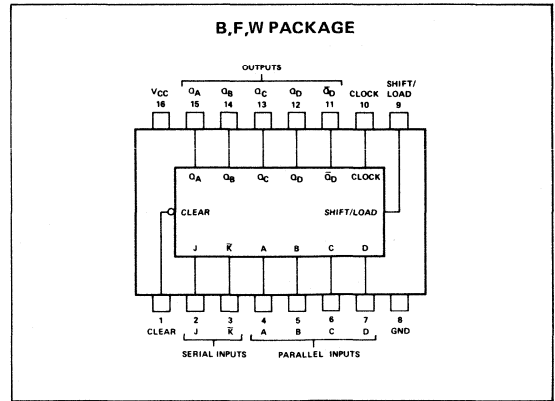 B,F,W PACKAGE
OUTPUTS
VCC QA QB QC QD Q̅D CLOCK SHIFT/LOAD
16 15 14 13 12 11 10 9
QA QB QC QD Q̅D CLOCK
CLEAR SHIFT/LOAD
J K̅ A B C D
1 2 3 4 5 6 7 8
CLEAR J K̅ A B C D GND
SERIAL INPUTS PARALLEL INPUTS